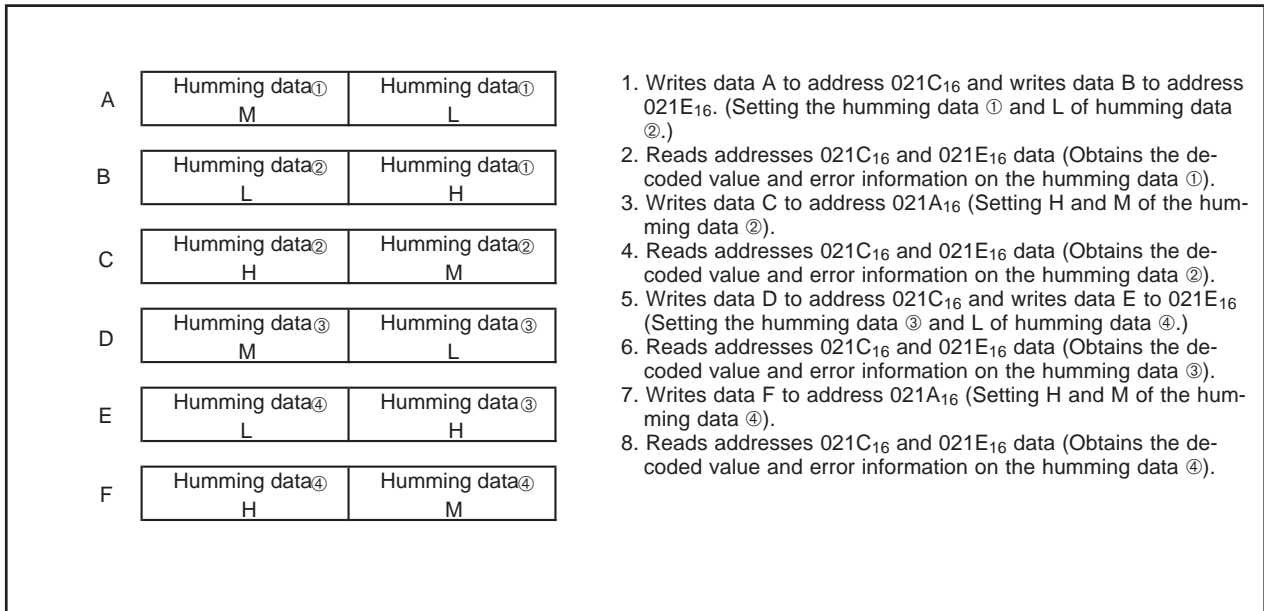 A
Humming data① Humming data①
M L
B
Humming data② Humming data①
L H
C
Humming data② Humming data②
H M
D
Humming data③ Humming data③
M L
E
Humming data④ Humming data③
L H
F
Humming data④ Humming data④
H M
1. Writes data A to address 021C₁₆ and writes data B to address
021E₁₆. (Setting the humming data ① and L of humming data
②.)
2. Reads addresses 021C₁₆ and 021E₁₆ data (Obtains the de-
coded value and error information on the humming data ①).
3. Writes data C to address 021A₁₆ (Setting H and M of the hum-
ming data ②).
4. Reads addresses 021C₁₆ and 021E₁₆ data (Obtains the de-
coded value and error information on the humming data ②).
5. Writes data D to address 021C₁₆ and writes data E to 021E₁₆
(Setting the humming data ③ and L of humming data ④.)
6. Reads addresses 021C₁₆ and 021E₁₆ data (Obtains the de-
coded value and error information on the humming data ③).
7. Writes data F to address 021A₁₆ (Setting H and M of the hum-
ming data ④).
8. Reads addresses 021C₁₆ and 021E₁₆ data (Obtains the de-
coded value and error information on the humming data ④).